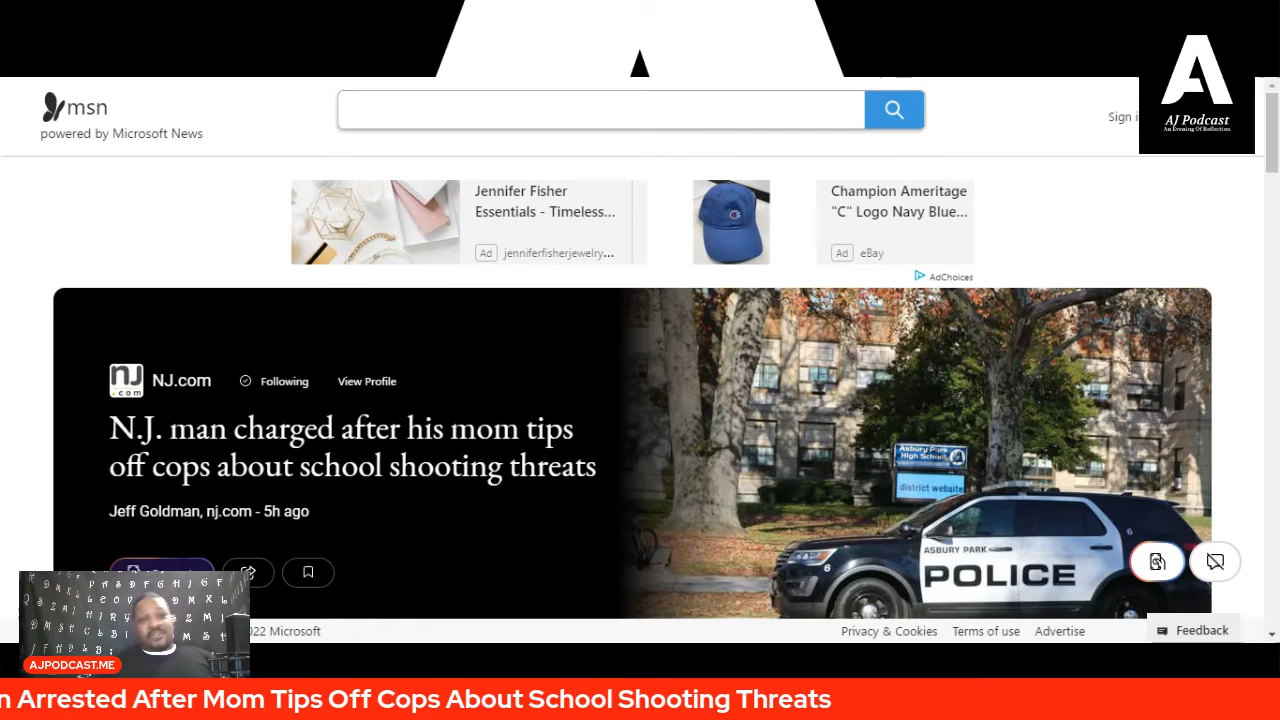 msn
powered by Microsoft News
Sign i
AJ Podcast
An Evening Of Reflection
Jennifer Fisher
Essentials - Timeless...
Ad jenniferfisherjewelry...
Champion Ameritage
"C" Logo Navy Blue...
Ad eBay
AdChoices
nj
.com
NJ.com Following View Profile
N.J. man charged after his mom tips
off cops about school shooting threats
Jeff Goldman, nj.com - 5h ago
Asbury Park
High School
district website
ASBURY PARK
POLICE
6
6
022 Microsoft
Privacy & Cookies Terms of use Advertise
Feedback
AJPODCAST.ME
n Arrested After Mom Tips Off Cops About School Shooting Threats